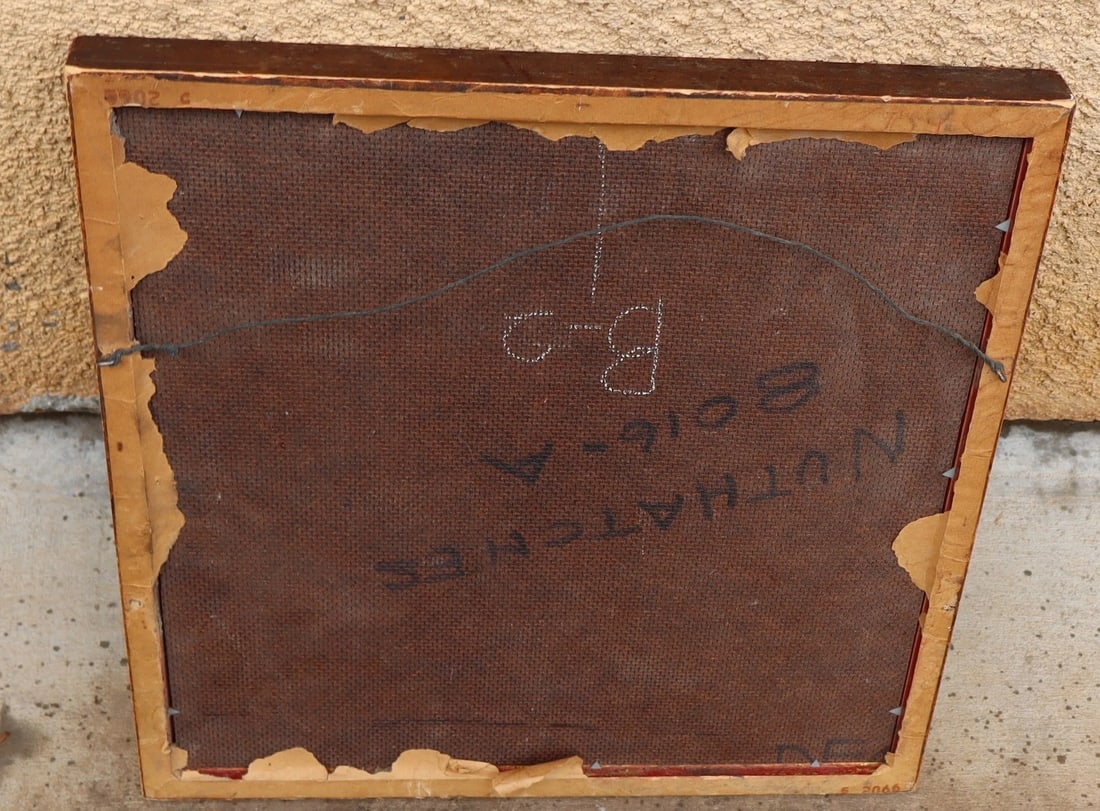 NUTHATCHES
8016-A
B-2